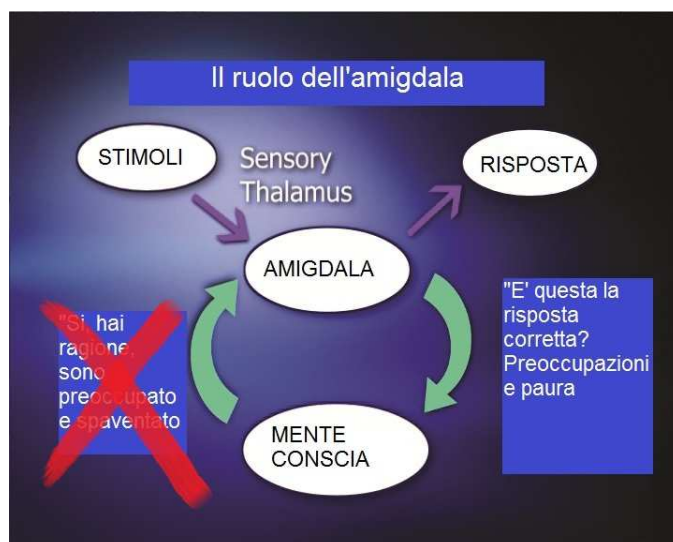 Il ruolo dell'amigdala
STIMOLI
Sensory
Thalamus
RISPOSTA
AMIGDALA
"Si, hai
ragione,
sono
preoccupato
e spaventato
"E' questa la
risposta
corretta?
Preoccupazioni
e paura
MENTE
CONSCIA